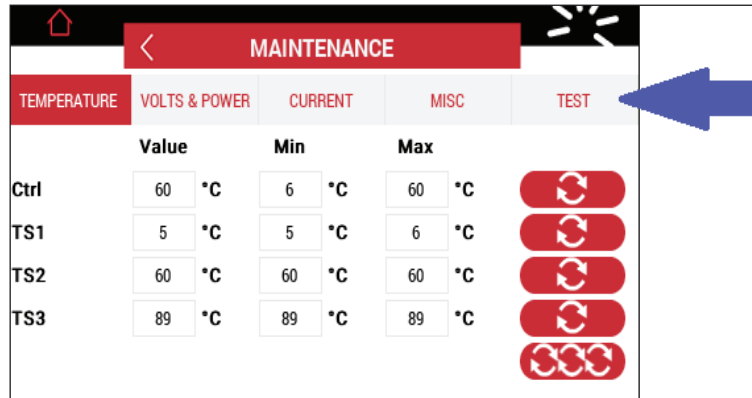 MAINTENANCE
TEMPERATURE VOLTS & POWER CURRENT MISC TEST
Value Min Max
Ctrl 60 °C 6 °C 60 °C
TS1 5 °C 5 °C 6 °C
TS2 60 °C 60 °C 60 °C
TS3 89 °C 89 °C 89 °C